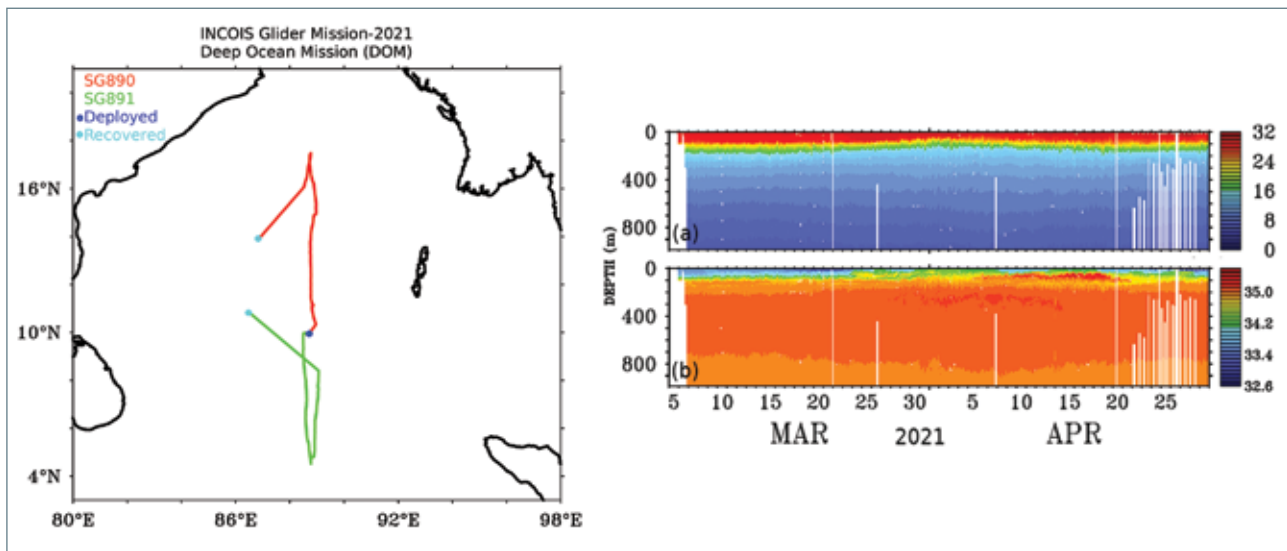 INCOIS Glider Mission-2021
Deep Ocean Mission (DOM)
SG890
SG891
Deployed
Recovered
16°N
10°N
4°N
80°E
86°E
92°E
98°E
DEPTH (m)
0
400
800
(a)
32
24
16
8
0
0
400
800
(b)
35.0
34.2
33.4
32.6
5
10
15
20
25
30
5
10
15
20
25
MAR
2021
APR